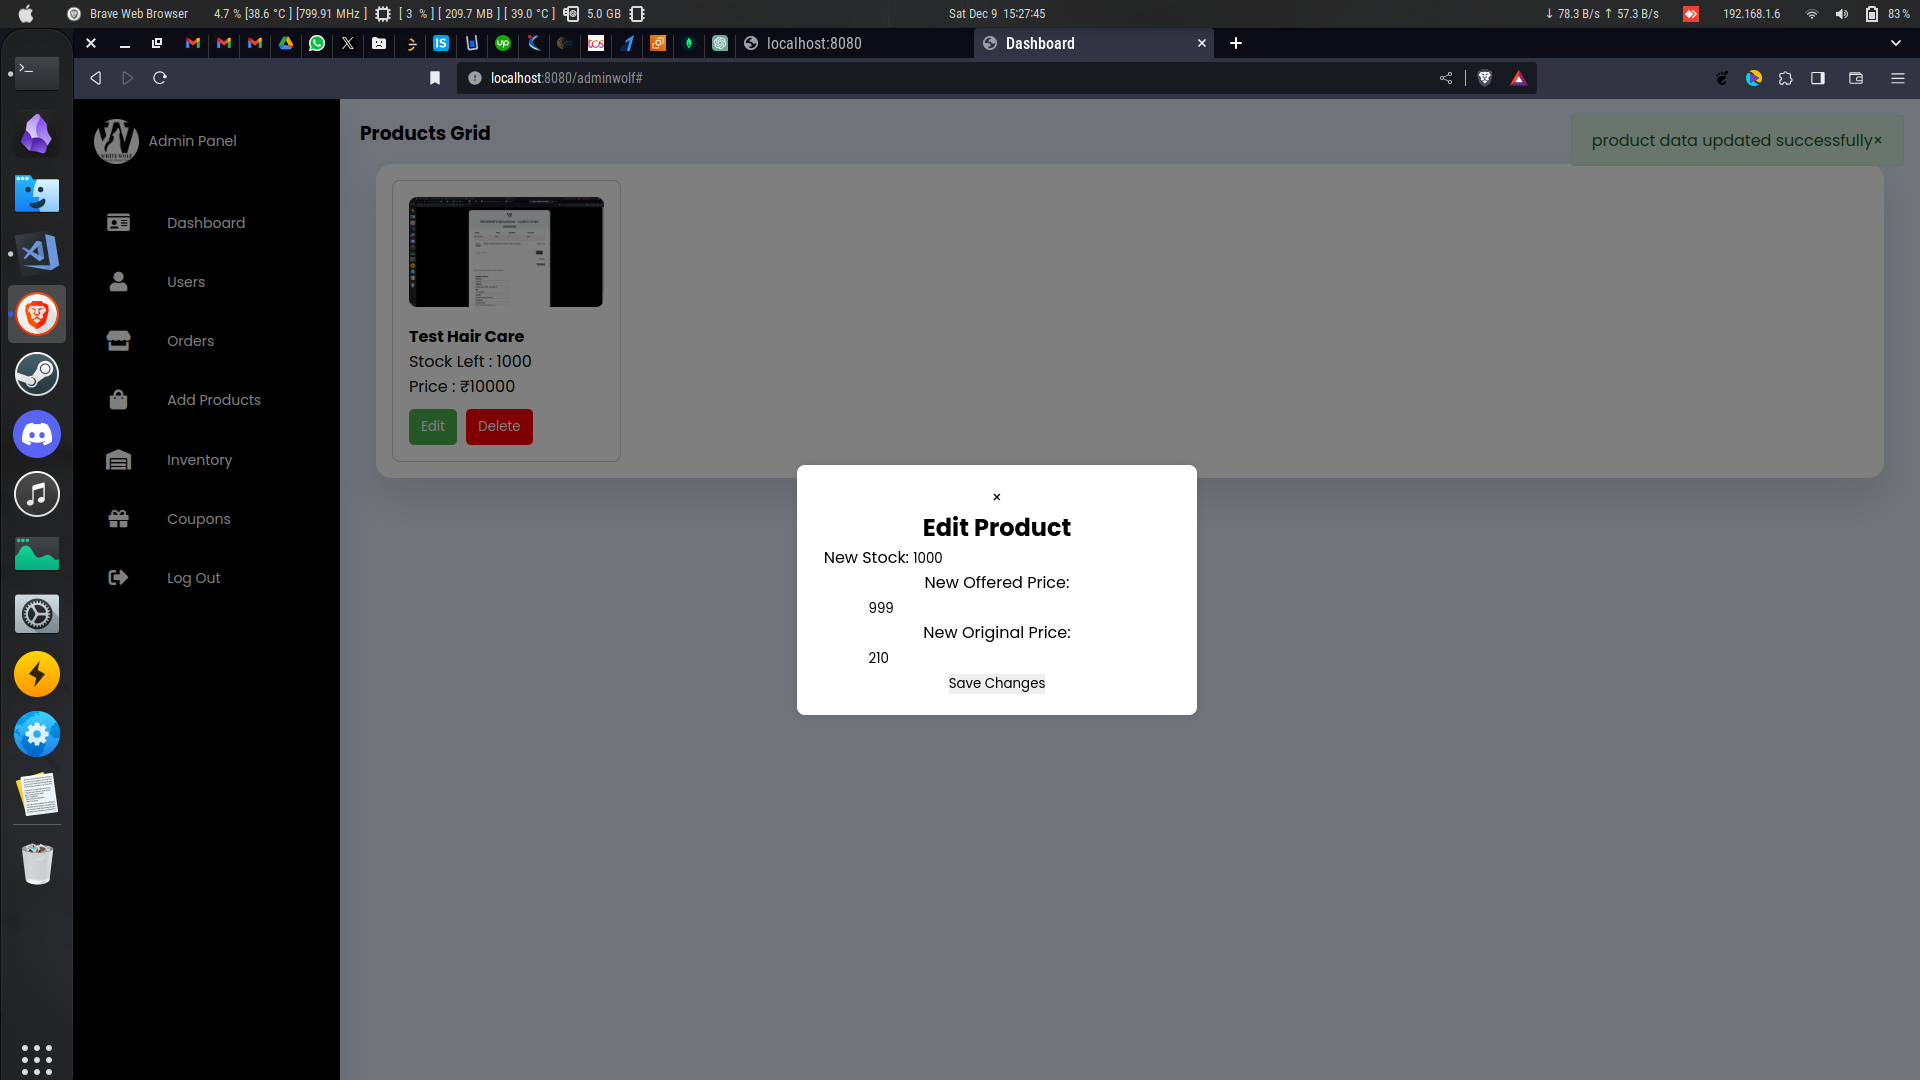 Brave Web Browser
4.7 % [38.6 °C ] [799.91 MHz ]
[ 3 % ] [ 209.7 MB ] [ 39.0 °C ]
5.0 GB
Sat Dec 9 15:27:45
↓ 78.3 B/s ↑ 57.3 B/s
192.168.1.6
83 %
localhost:8080
Dashboard
localhost:8080/adminwolf#
Admin Panel
Dashboard
Users
Orders
Add Products
Inventory
Coupons
Log Out
Products Grid
product data updated successfully×
Test Hair Care
Stock Left : 1000
Price : ₹10000
Edit
Delete
×
Edit Product
New Stock: 1000
New Offered Price:
999
New Original Price:
210
Save Changes